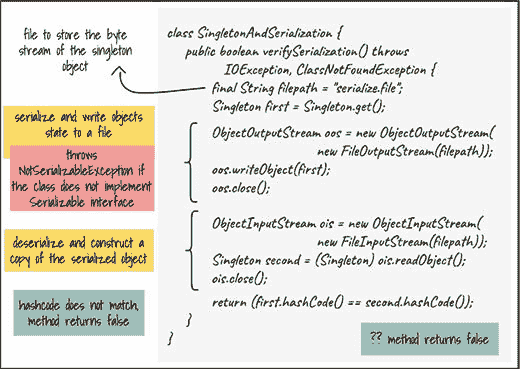 file to store the byte
stream of the singleton
object
serialize and write objects
state to a file
throws
NotSerializableException if
the class does not implement
Serializable interface
deserialize and construct a
copy of the serialized object
hashcode does not match,
method returns false
class SingletonAndSerialization {
public boolean verifySerialization() throws
IOException, ClassNotFoundException {
final String filepath = "serialize.file";
Singleton first = Singleton.get();
ObjectOutputStream oos = new ObjectOutputStream(
new FileOutputStream(filepath));
oos.writeObject(first);
oos.close();
ObjectInputStream ois = new ObjectInputStream(
new FileInputStream(filepath));
Singleton second = (Singleton) ois.readObject();
ois.close();
return (first.hashCode() == second.hashCode());
}
}
?? method returns false